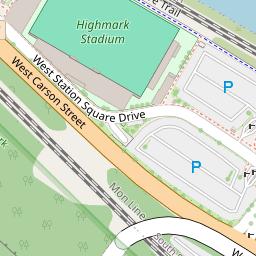 Highmark
Stadium
e Trail
West Station Square Drive
West Carson Street
P
P
Mon Line
South
W